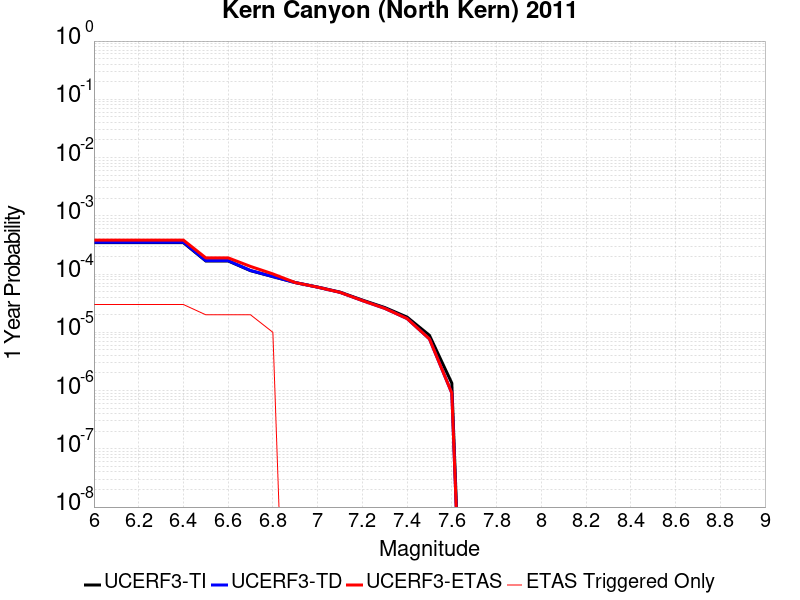 Kern Canyon (North Kern) 2011
10^0
10^-1
10^-2
10^-3
10^-4
10^-5
10^-6
10^-7
10^-8
1 Year Probability
6 6.2 6.4 6.6 6.8 7 7.2 7.4 7.6 7.8 8 8.2 8.4 8.6 8.8 9
Magnitude
UCERF3-TI UCERF3-TD UCERF3-ETAS ETAS Triggered Only